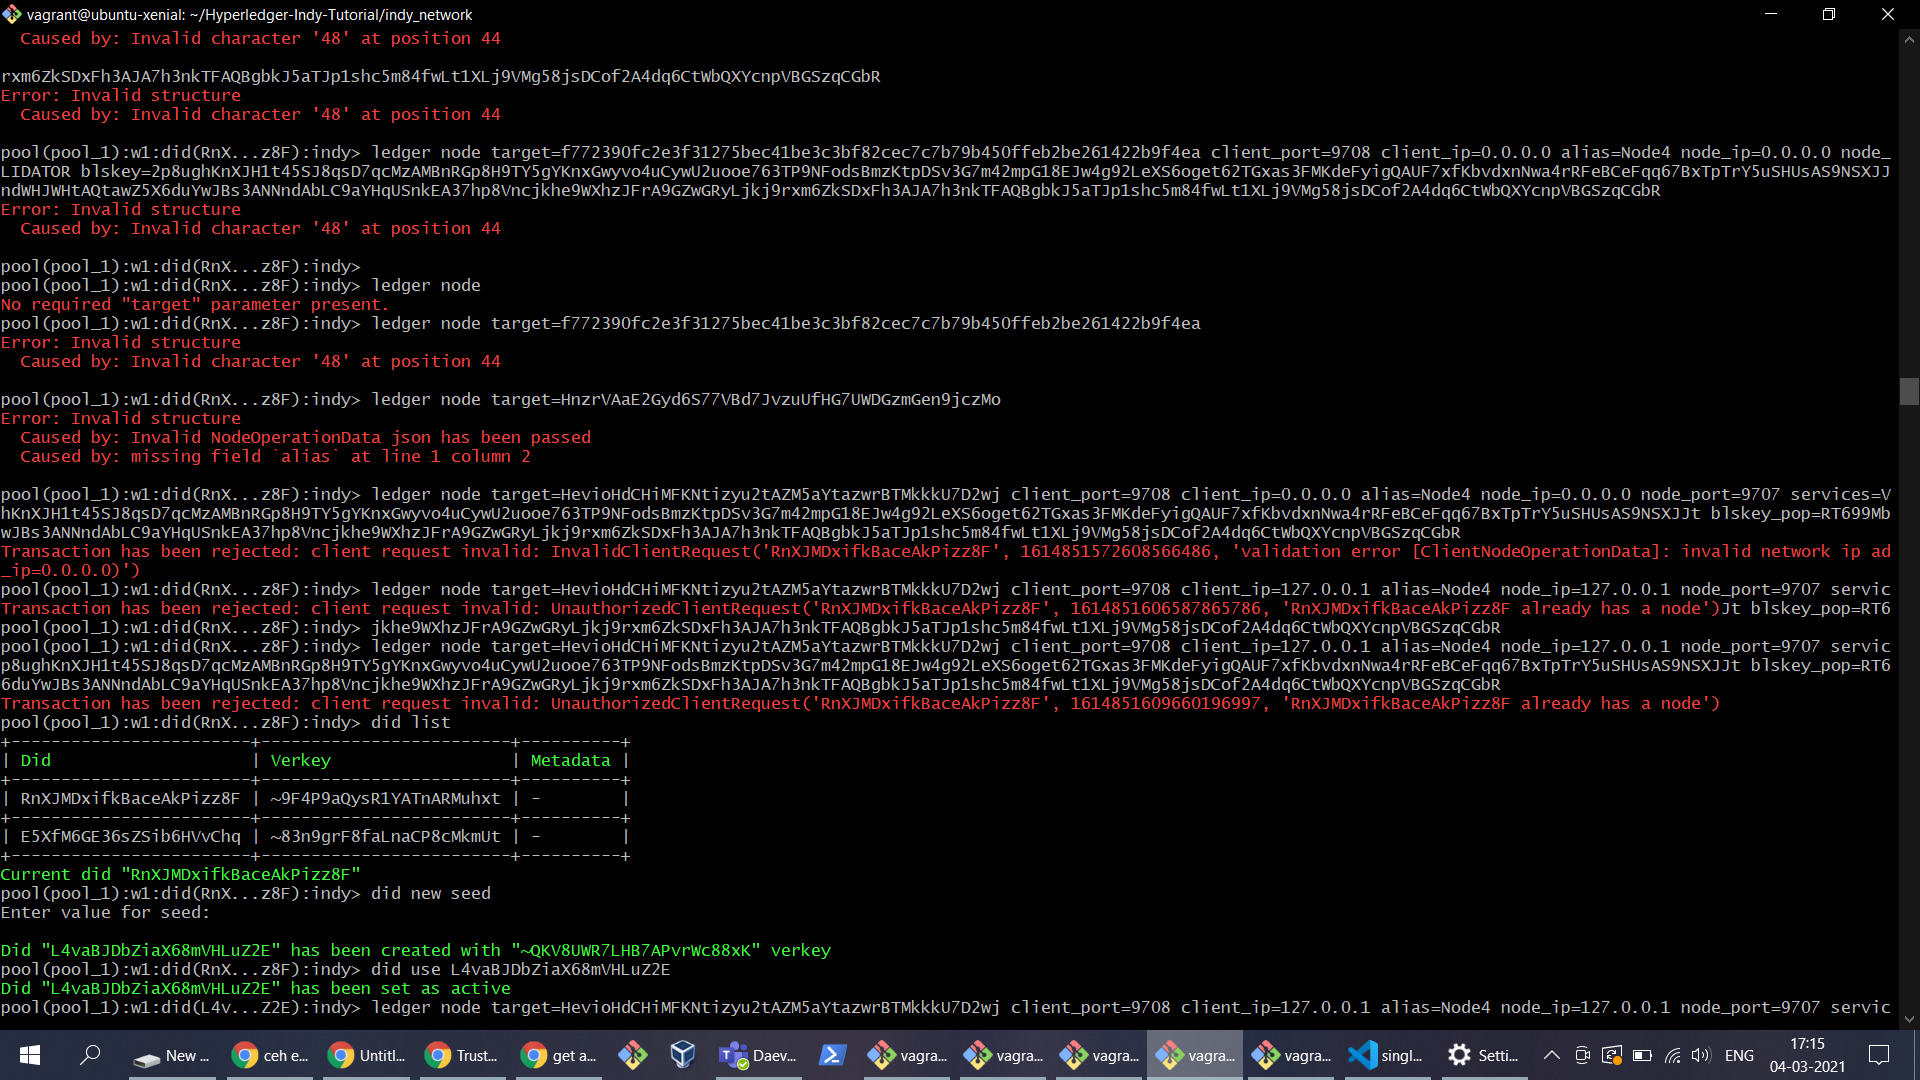 vagrant@ubuntu-xenial: ~/Hyperledger-Indy-Tutorial/indy_network
Caused by: Invalid character '48' at position 44
rxm6ZkSDxFh3AJA7h3nkTFAQBgbkJ5aTJp1shc5m84fwLt1XLj9VMg58jsDCof2A4dq6CtWbQXYcnpVBGSzqCGbR
Error: Invalid structure
Caused by: Invalid character '48' at position 44
pool(pool_1):w1:did(RnX...z8F):indy> ledger node target=f772390fc2e3f31275bec41be3c3bf82cec7c7b79b450ffeb2be261422b9f4ea client_port=9708 client_ip=0.0.0.0 alias=Node4 node_ip=0.0.0.0 node_
LIDATOR blskey=2p8ughKnXJH1t45SJ8qsD7qcMzAMBnRGp8H9TY5gYKnxGwyvo4uCywU2uooe763TP9NFodsBmzKtpDSv3G7m42mpG18EJw4g92LeXS6oget62TGxas3FMKdeFyigQAUF7xfKbvdxnNwa4rRFeBCeFqq67BxTpTrY5uSHUsAS9NSXJJ
ndWHJWHtAQtawZ5X6duYwJBs3ANNndAbLC9aYHqUSnkEA37hp8Vncjkhe9WXhzJFrA9GZwGRyLjkj9rxm6ZkSDxFh3AJA7h3nkTFAQBgbkJ5aTJp1shc5m84fwLt1XLj9VMg58jsDCof2A4dq6CtWbQXYcnpVBGSzqCGbR
Error: Invalid structure
Caused by: Invalid character '48' at position 44
pool(pool_1):w1:did(RnX...z8F):indy>
pool(pool_1):w1:did(RnX...z8F):indy> ledger node
No required "target" parameter present.
pool(pool_1):w1:did(RnX...z8F):indy> ledger node target=f772390fc2e3f31275bec41be3c3bf82cec7c7b79b450ffeb2be261422b9f4ea
Error: Invalid structure
Caused by: Invalid character '48' at position 44
pool(pool_1):w1:did(RnX...z8F):indy> ledger node target=HnzrVAaE2Gyd6S77VBd7JvzuUfHG7UWDGzmGen9jczMo
Error: Invalid structure
Caused by: Invalid NodeOperationData json has been passed
Caused by: missing field `alias` at line 1 column 2
pool(pool_1):w1:did(RnX...z8F):indy> ledger node target=HevioHdCHiMFKNtizyu2tAZM5aYtazwrBTMkkkU7D2wj client_port=9708 client_ip=0.0.0.0 alias=Node4 node_ip=0.0.0.0 node_port=9707 services=V
hKnXJH1t45SJ8qsD7qcMzAMBnRGp8H9TY5gYKnxGwyvo4uCywU2uooe763TP9NFodsBmzKtpDSv3G7m42mpG18EJw4g92LeXS6oget62TGxas3FMKdeFyigQAUF7xfKbvdxnNwa4rRFeBCeFqq67BxTpTrY5uSHUsAS9NSXJJt blskey_pop=RT699Mb
wJBs3ANNndAbLC9aYHqUSnkEA37hp8Vncjkhe9WXhzJFrA9GZwGRyLjkj9rxm6ZkSDxFh3AJA7h3nkTFAQBgbkJ5aTJp1shc5m84fwLt1XLj9VMg58jsDCof2A4dq6CtWbQXYcnpVBGSzqCGbR
Transaction has been rejected: client request invalid: InvalidClientRequest('RnXJMDxifkBaceAkPizz8F', 1614851572608566486, 'validation error [ClientNodeOperationData]: invalid network ip ad
_ip=0.0.0.0)')
pool(pool_1):w1:did(RnX...z8F):indy> ledger node target=HevioHdCHiMFKNtizyu2tAZM5aYtazwrBTMkkkU7D2wj client_port=9708 client_ip=127.0.0.1 alias=Node4 node_ip=127.0.0.1 node_port=9707 servic
Transaction has been rejected: client request invalid: UnauthorizedClientRequest('RnXJMDxifkBaceAkPizz8F', 1614851606587865786, 'RnXJMDxifkBaceAkPizz8F already has a node')Jt blskey_pop=RT6
pool(pool_1):w1:did(RnX...z8F):indy> jkhe9WXhzJFrA9GZwGRyLjkj9rxm6ZkSDxFh3AJA7h3nkTFAQBgbkJ5aTJp1shc5m84fwLt1XLj9VMg58jsDCof2A4dq6CtWbQXYcnpVBGSzqCGbR
pool(pool_1):w1:did(RnX...z8F):indy> ledger node target=HevioHdCHiMFKNtizyu2tAZM5aYtazwrBTMkkkU7D2wj client_port=9708 client_ip=127.0.0.1 alias=Node4 node_ip=127.0.0.1 node_port=9707 servic
p8ughKnXJH1t45SJ8qsD7qcMzAMBnRGp8H9TY5gYKnxGwyvo4uCywU2uooe763TP9NFodsBmzKtpDSv3G7m42mpG18EJw4g92LeXS6oget62TGxas3FMKdeFyigQAUF7xfKbvdxnNwa4rRFeBCeFqq67BxTpTrY5uSHUsAS9NSXJJt blskey_pop=RT6
6duYwJBs3ANNndAbLC9aYHqUSnkEA37hp8Vncjkhe9WXhzJFrA9GZwGRyLjkj9rxm6ZkSDxFh3AJA7h3nkTFAQBgbkJ5aTJp1shc5m84fwLt1XLj9VMg58jsDCof2A4dq6CtWbQXYcnpVBGSzqCGbR
Transaction has been rejected: client request invalid: UnauthorizedClientRequest('RnXJMDxifkBaceAkPizz8F', 1614851609660196997, 'RnXJMDxifkBaceAkPizz8F already has a node')
pool(pool_1):w1:did(RnX...z8F):indy> did list
+------------------------+-------------------------+----------+
| Did | Verkey | Metadata |
+------------------------+-------------------------+----------+
| RnXJMDxifkBaceAkPizz8F | ~9F4P9aQysR1YATnARMuhxt | - |
+------------------------+-------------------------+----------+
| E5XfM6GE36sZSib6HVvChq | ~83n9grF8faLnaCP8cMkmUt | - |
+------------------------+-------------------------+----------+
Current did "RnXJMDxifkBaceAkPizz8F"
pool(pool_1):w1:did(RnX...z8F):indy> did new seed
Enter value for seed:
Did "L4vaBJDbZiaX68mVHLuZ2E" has been created with "~QKV8UWR7LHB7APvrWc88xK" verkey
pool(pool_1):w1:did(RnX...z8F):indy> did use L4vaBJDbZiaX68mVHLuZ2E
Did "L4vaBJDbZiaX68mVHLuZ2E" has been set as active
pool(pool_1):w1:did(L4v...Z2E):indy> ledger node target=HevioHdCHiMFKNtizyu2tAZM5aYtazwrBTMkkkU7D2wj client_port=9708 client_ip=127.0.0.1 alias=Node4 node_ip=127.0.0.1 node_port=9707 servic
New ... ceh e... Untitl... Trust... get a... Daev... vagra... vagra... vagra... vagra... vagra... singl... Setti... ENG 17:15
04-03-2021